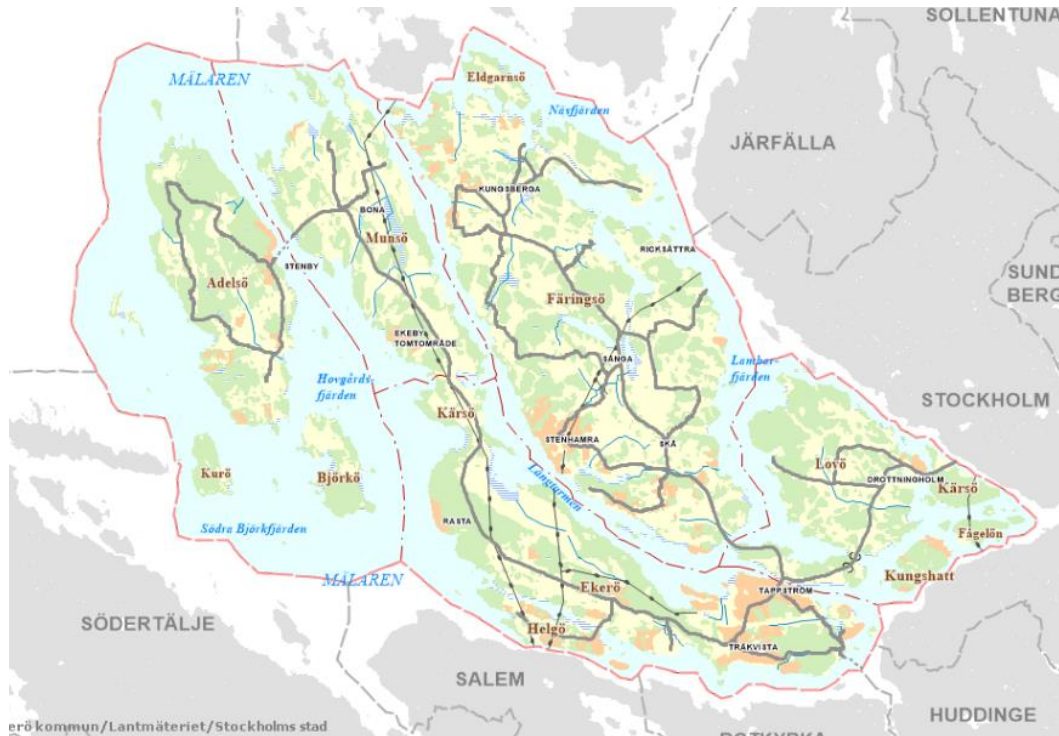 SOLLENTUNA
MÄLAREN
Eldgarnsö
Näsfjärden
JÄRFÄLLA
KUNGSBERGA
BONA
Munsö
RICKSÄTTRA
STENBY
Adelsö
Färingsö
SUND
BERG
EKEBY
TOMTOMRÅDE
SÅNGA
Lambar-
fjärden
Hovgårds-
fjärden
Kärsö
STOCKHOLM
STENHAMRA
SKÅ
Lovö
Kurö
Björkö
Långtarmen
DROTTNINGHOLM
Kärsö
RASTA
Södra Björkfjärden
Fågelön
MÄLAREN
Kungshatt
Ekerö
TAPPSTRÖM
SÖDERTÄLJE
Helgö
TRÄKVISTA
SALEM
HUDDINGE
erö kommun/Lantmäteriet/Stockholms stad